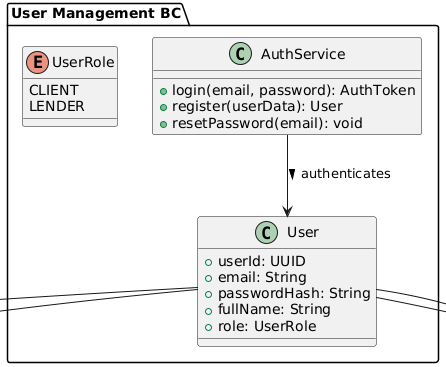 User Management BC
E UserRole
CLIENT
LENDER
C AuthService
login(email, password): AuthToken
register(userData): User
resetPassword(email): void
authenticates
C User
userId: UUID
email: String
passwordHash: String
fullName: String
role: UserRole